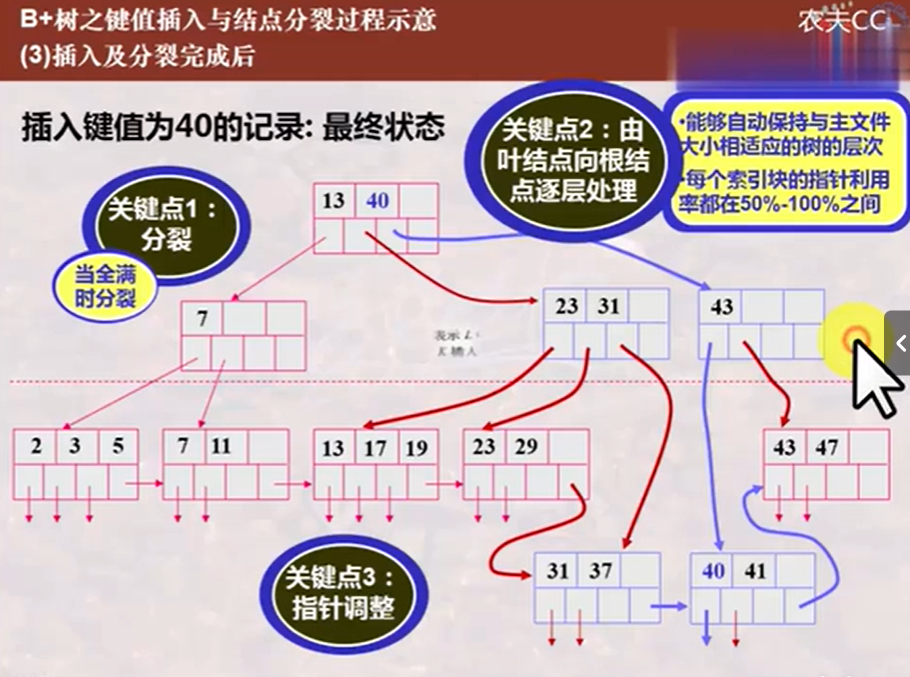 B+树之键值插入与结点分裂过程示意
农夫CC
(3)插入及分裂完成后
插入键值为40的记录: 最终状态
关键点2：由
叶结点向根结
点逐层处理
•能够自动保持与主文件
大小相适应的树的层次
•每个索引块的指针利用
率都在50%-100%之间
关键点1：
分裂
当全满
时分裂
13 40
7
23 31
43
2 3 5
7 11
13 17 19
23 29
43 47
关键点3：
指针调整
31 37
40 41